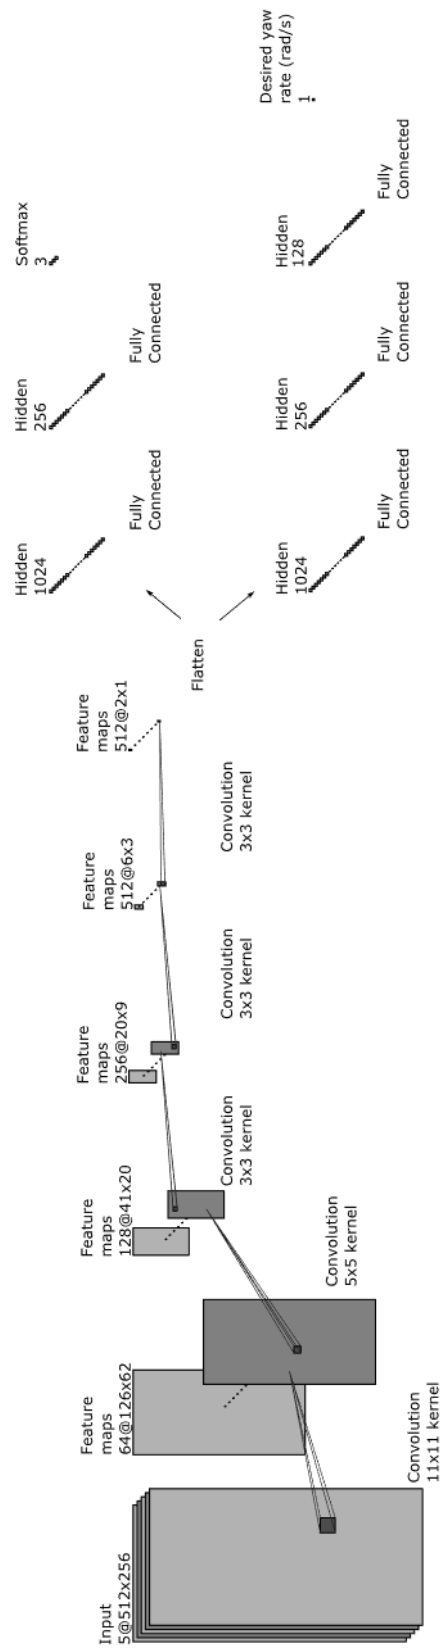 Input
5@512x256
Convolution
11x11 kernel
Feature
maps
64@126x62
Convolution
5x5 kernel
Feature
maps
128@41x20
Convolution
3x3 kernel
Feature
maps
256@20x9
Convolution
3x3 kernel
Feature
maps
512@6x3
Convolution
3x3 kernel
Feature
maps
512@2x1
Flatten
Hidden
1024
Fully
Connected
Hidden
256
Fully
Connected
Softmax
3
Hidden
1024
Fully
Connected
Hidden
256
Fully
Connected
Hidden
128
Fully
Connected
Desired yaw
rate (rad/s)
1